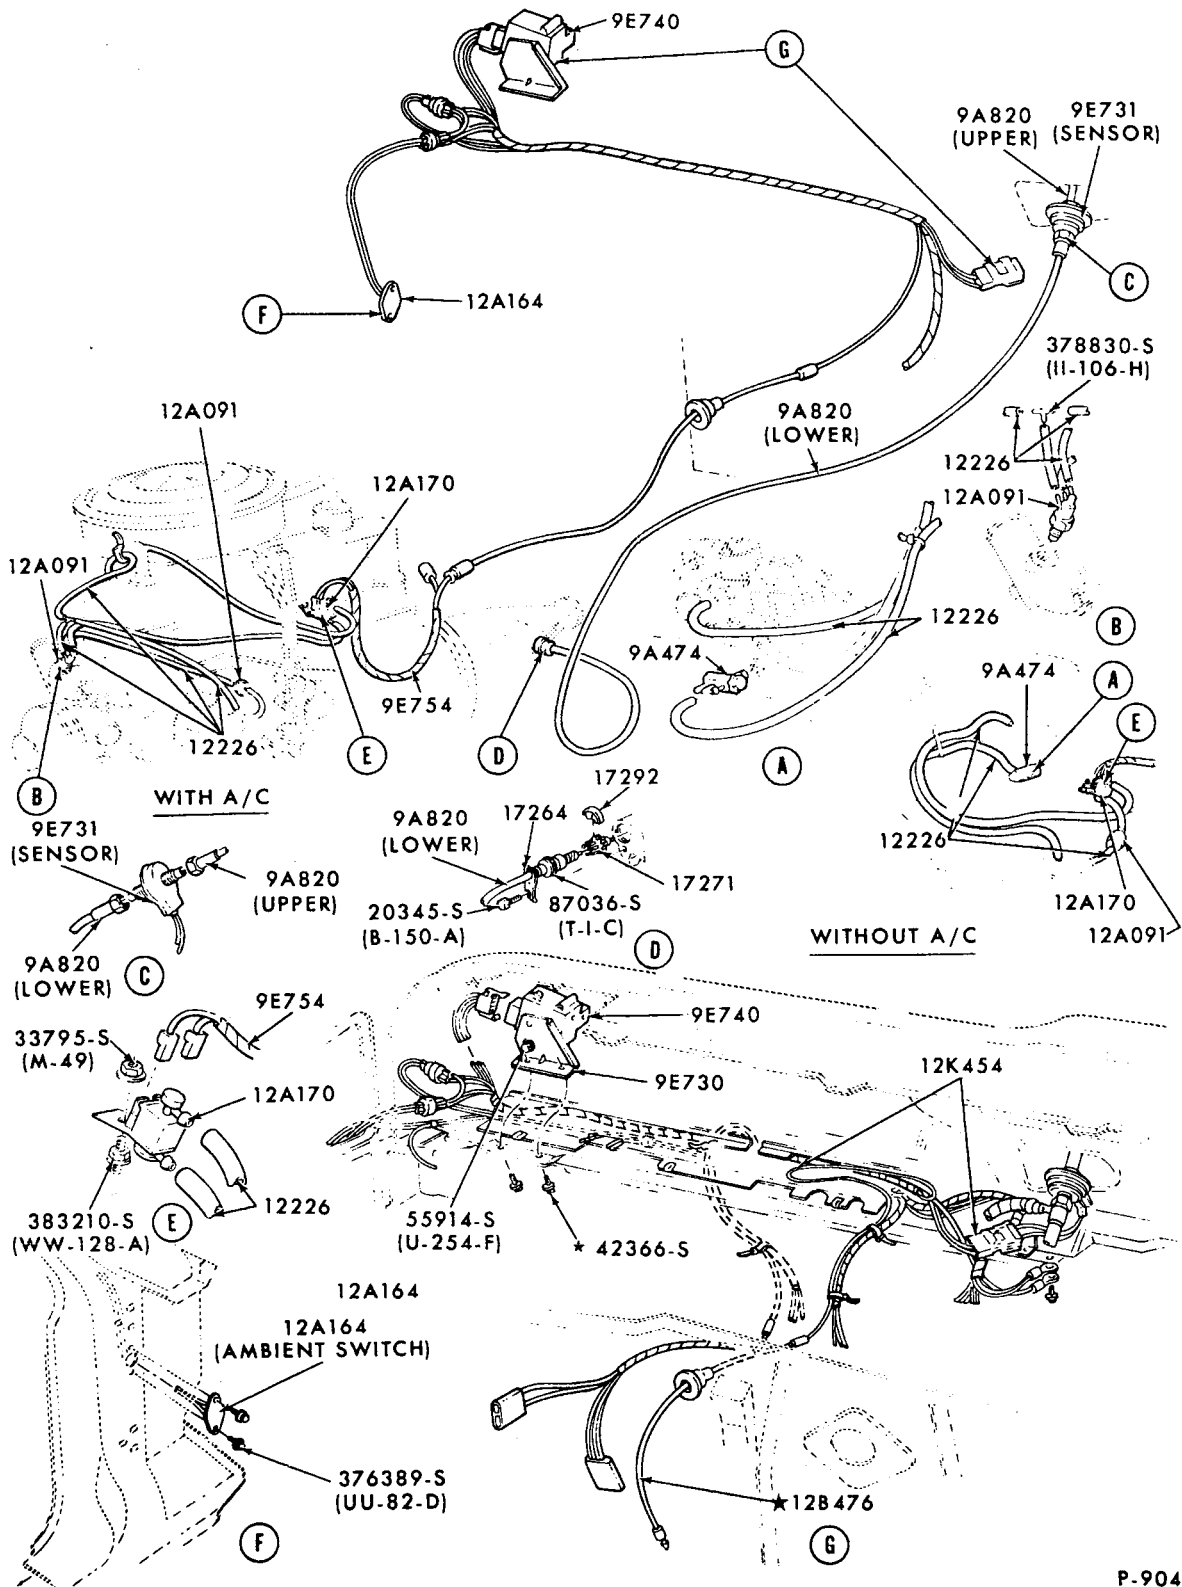 9E740
G
9A820
(UPPER)
9E731
(SENSOR)
C
12A164
F
378830-S
(II-106-H)
12A091
9A820
(LOWER)
12226
12A170
12A091
12A091
12226
B
9A474
9E754
D
9A474
A
E
12226
E
A
17292
B
WITH A/C
9E731
(SENSOR)
9A820
(LOWER)
17264
12226
9A820
(UPPER)
17271
20345-S
(B-150-A)
87036-S
(T-I-C)
12A170
WITHOUT A/C
12A091
D
9A820
(LOWER)
C
9E754
9E740
33795-S
(M-49)
9E730
12K454
12A170
12226
383210-S
(WW-128-A)
E
55914-S
(U-254-F)
★ 42366-S
12A164
12A164
(AMBIENT SWITCH)
376389-S
(UU-82-D)
★12B476
F
G
P-904